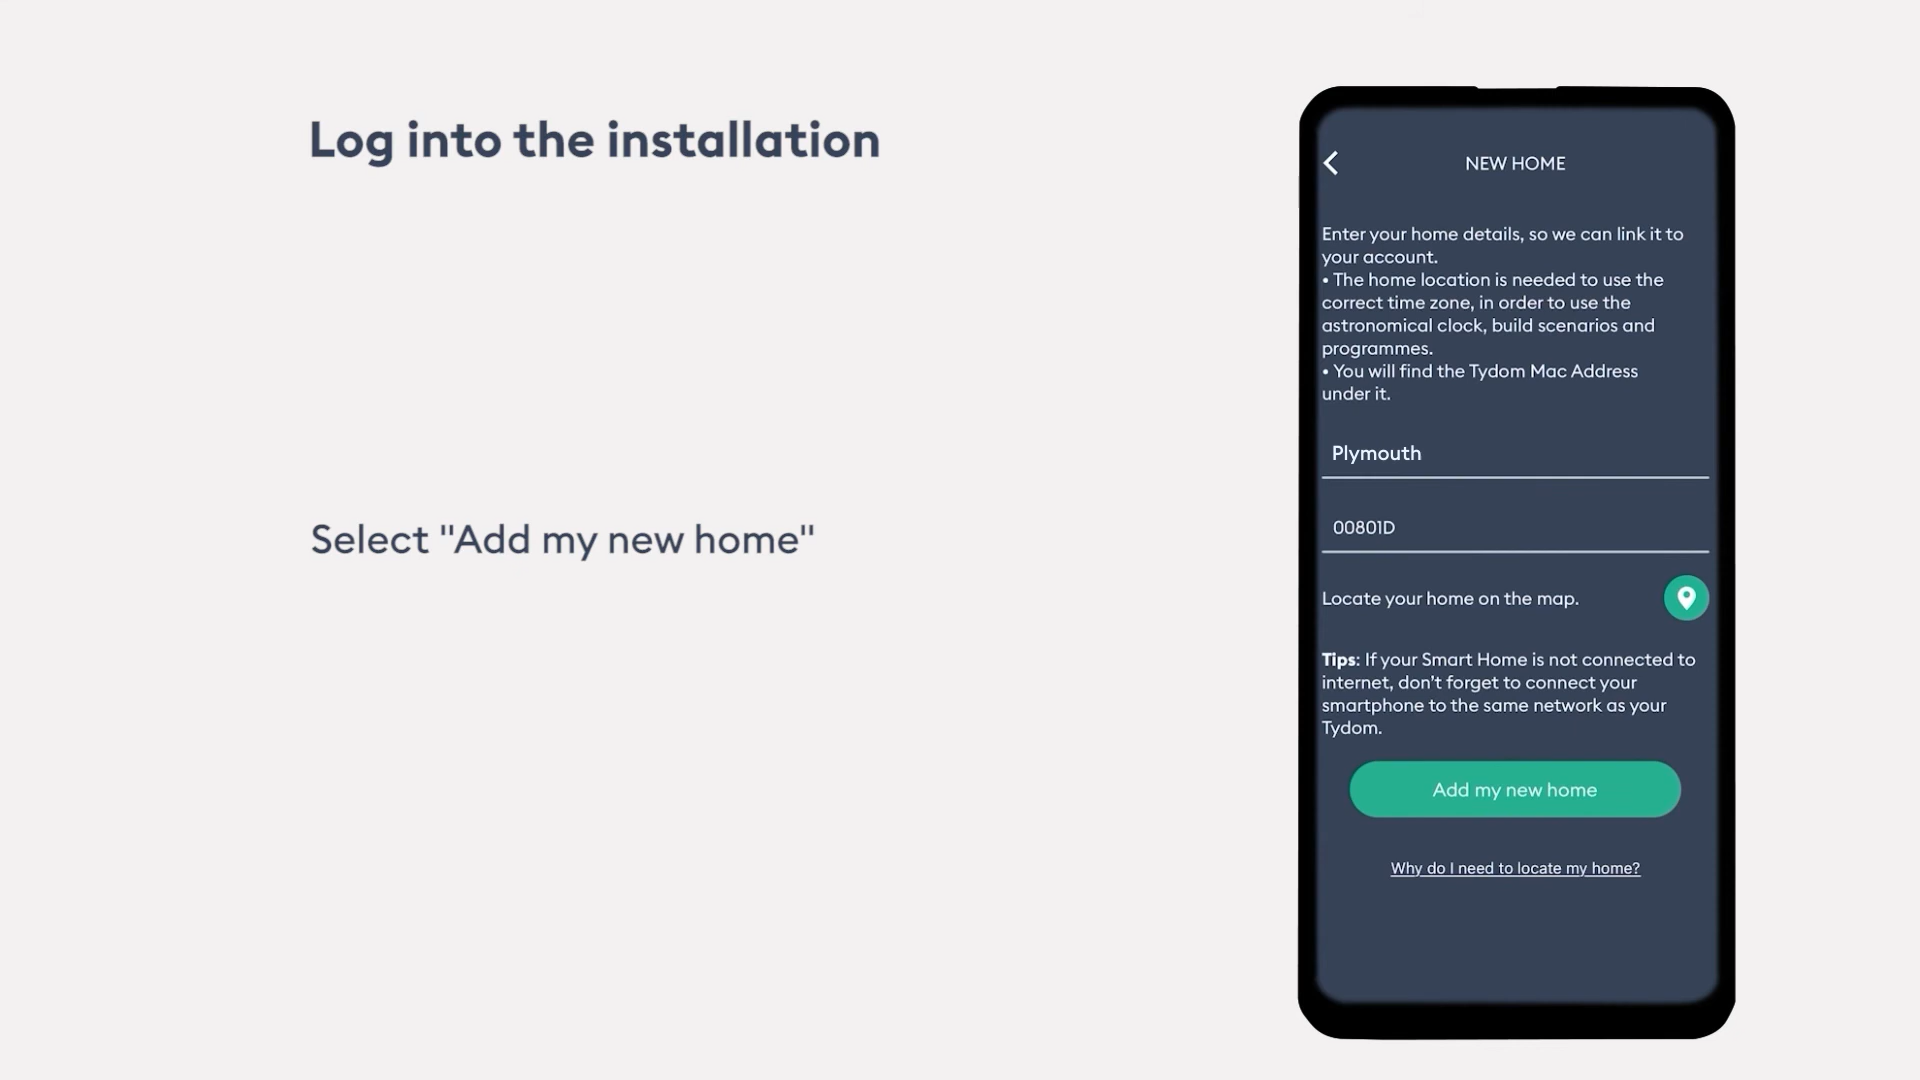 Log into the installation
Select "Add my new home"
NEW HOME
Enter your home details, so we can link it to
your account.
• The home location is needed to use the
correct time zone, in order to use the
astronomical clock, build scenarios and
programmes.
• You will find the Tydom Mac Address
under it.
Plymouth
00801D
Locate your home on the map.
Tips: If your Smart Home is not connected to
internet, don't forget to connect your
smartphone to the same network as your
Tydom.
Add my new home
Why do I need to locate my home?